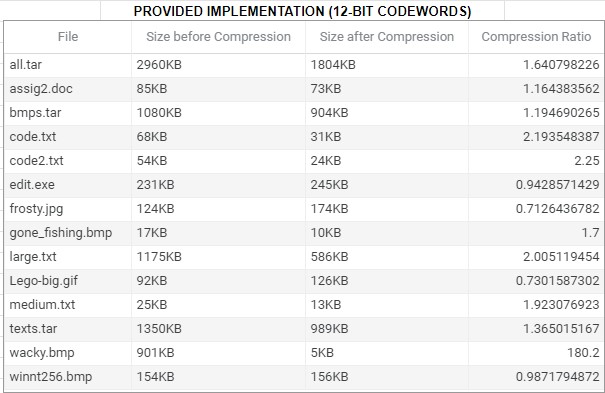 PROVIDED IMPLEMENTATION (12-BIT CODEWORDS)
File Size before Compression Size after Compression Compression Ratio
all.tar 2960KB 1804KB 1.640798226
assig2.doc 85KB 73KB 1.164383562
bmps.tar 1080KB 904KB 1.194690265
code.txt 68KB 31KB 2.193548387
code2.txt 54KB 24KB 2.25
edit.exe 231KB 245KB 0.9428571429
frosty.jpg 124KB 174KB 0.7126436782
gone_fishing.bmp 17KB 10KB 1.7
large.txt 1175KB 586KB 2.005119454
Lego-big.gif 92KB 126KB 0.7301587302
medium.txt 25KB 13KB 1.923076923
texts.tar 1350KB 989KB 1.365015167
wacky.bmp 901KB 5KB 180.2
winnt256.bmp 154KB 156KB 0.9871794872